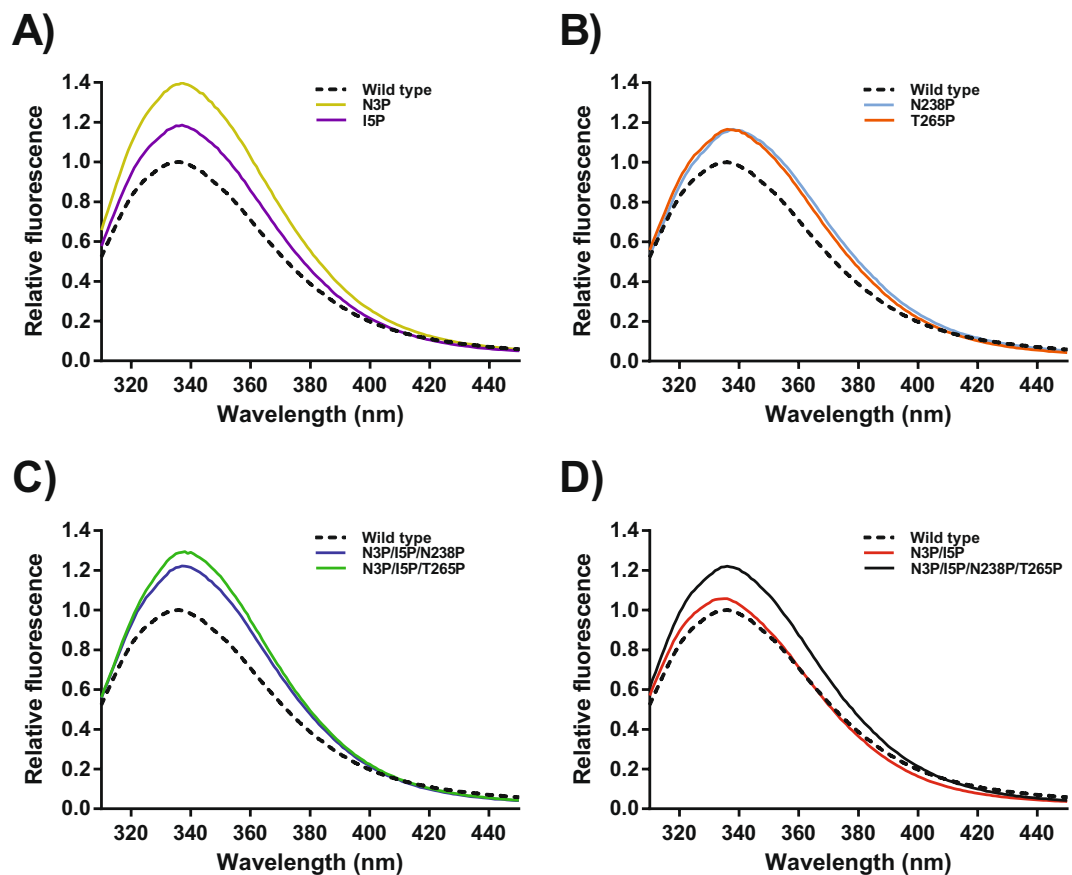 A)
Relative fluorescence
1.4
1.2
1.0
0.8
0.6
0.4
0.2
0.0
Wild type
N3P
I5P
320 340 360 380 400 420 440
Wavelength (nm)
B)
Relative fluorescence
1.4
1.2
1.0
0.8
0.6
0.4
0.2
0.0
Wild type
N238P
T265P
320 340 360 380 400 420 440
Wavelength (nm)
C)
Relative fluorescence
1.4
1.2
1.0
0.8
0.6
0.4
0.2
0.0
Wild type
N3P/I5P/N238P
N3P/I5P/T265P
320 340 360 380 400 420 440
Wavelength (nm)
D)
Relative fluorescence
1.4
1.2
1.0
0.8
0.6
0.4
0.2
0.0
Wild type
N3P/I5P
N3P/I5P/N238P/T265P
320 340 360 380 400 420 440
Wavelength (nm)